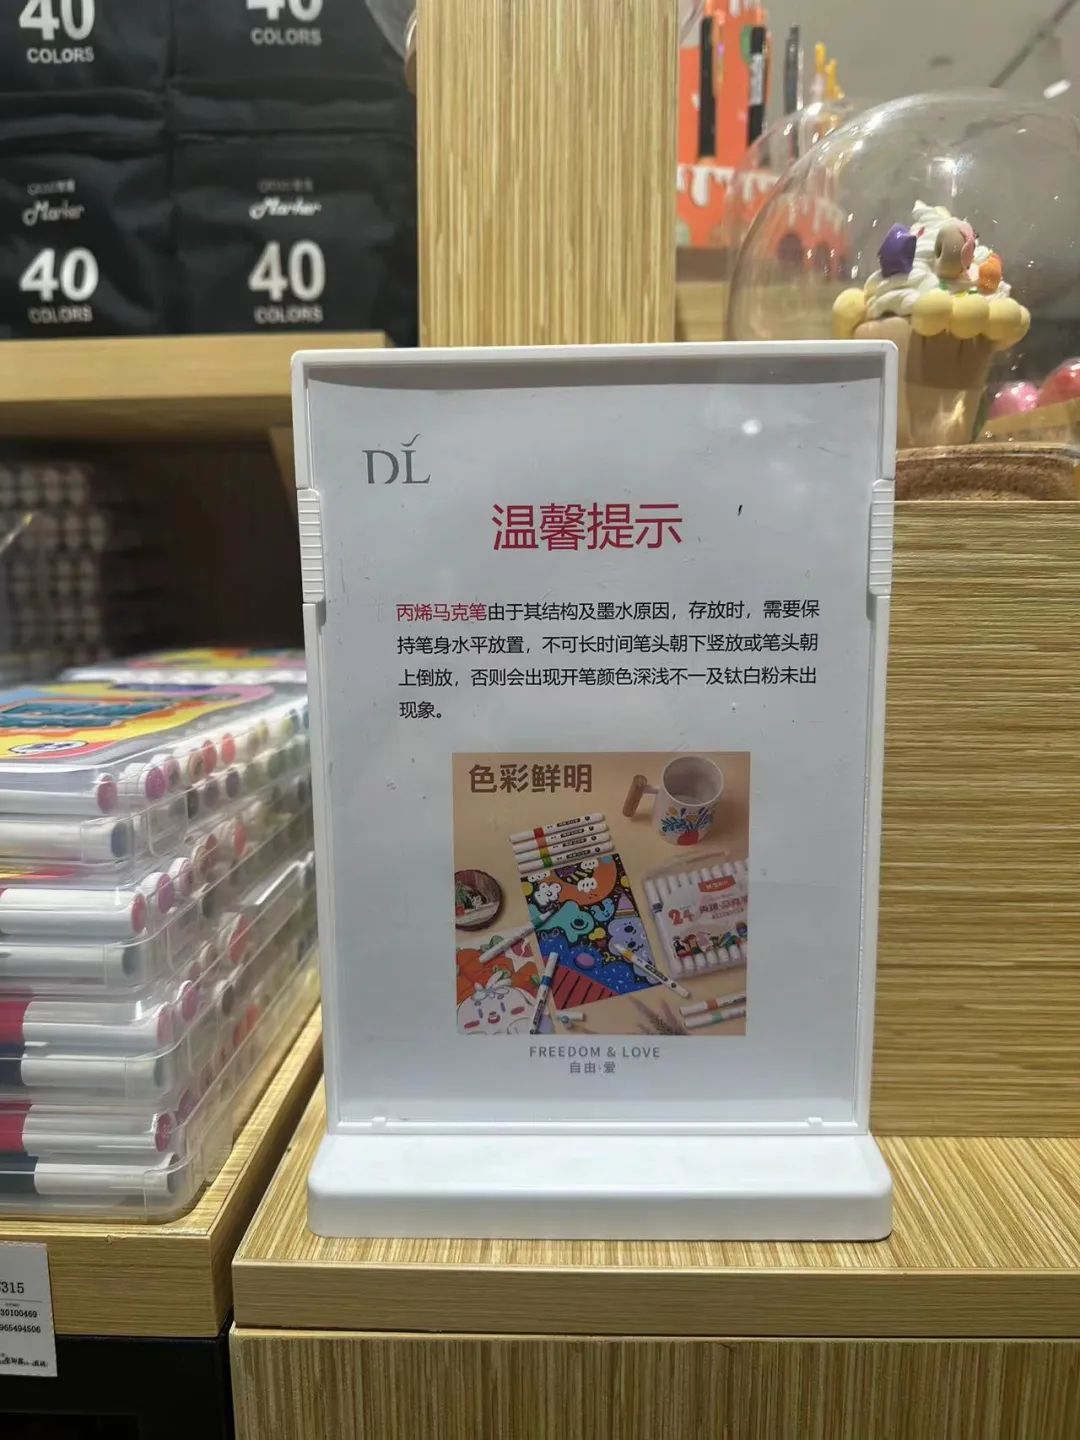 40
COLORS
40
COLORS
Marker
40
COLORS
Marker
40
COLORS
DL
温馨提示
丙烯马克笔由于其结构及墨水原因，存放时，需要保
持笔身水平放置，不可长时间笔头朝下竖放或笔头朝
上倒放，否则会出现开笔颜色深浅不一及钛白粉未出
现象。
色彩鲜明
24
FREEDOM & LOVE
自由·爱
315
30100469
965494506